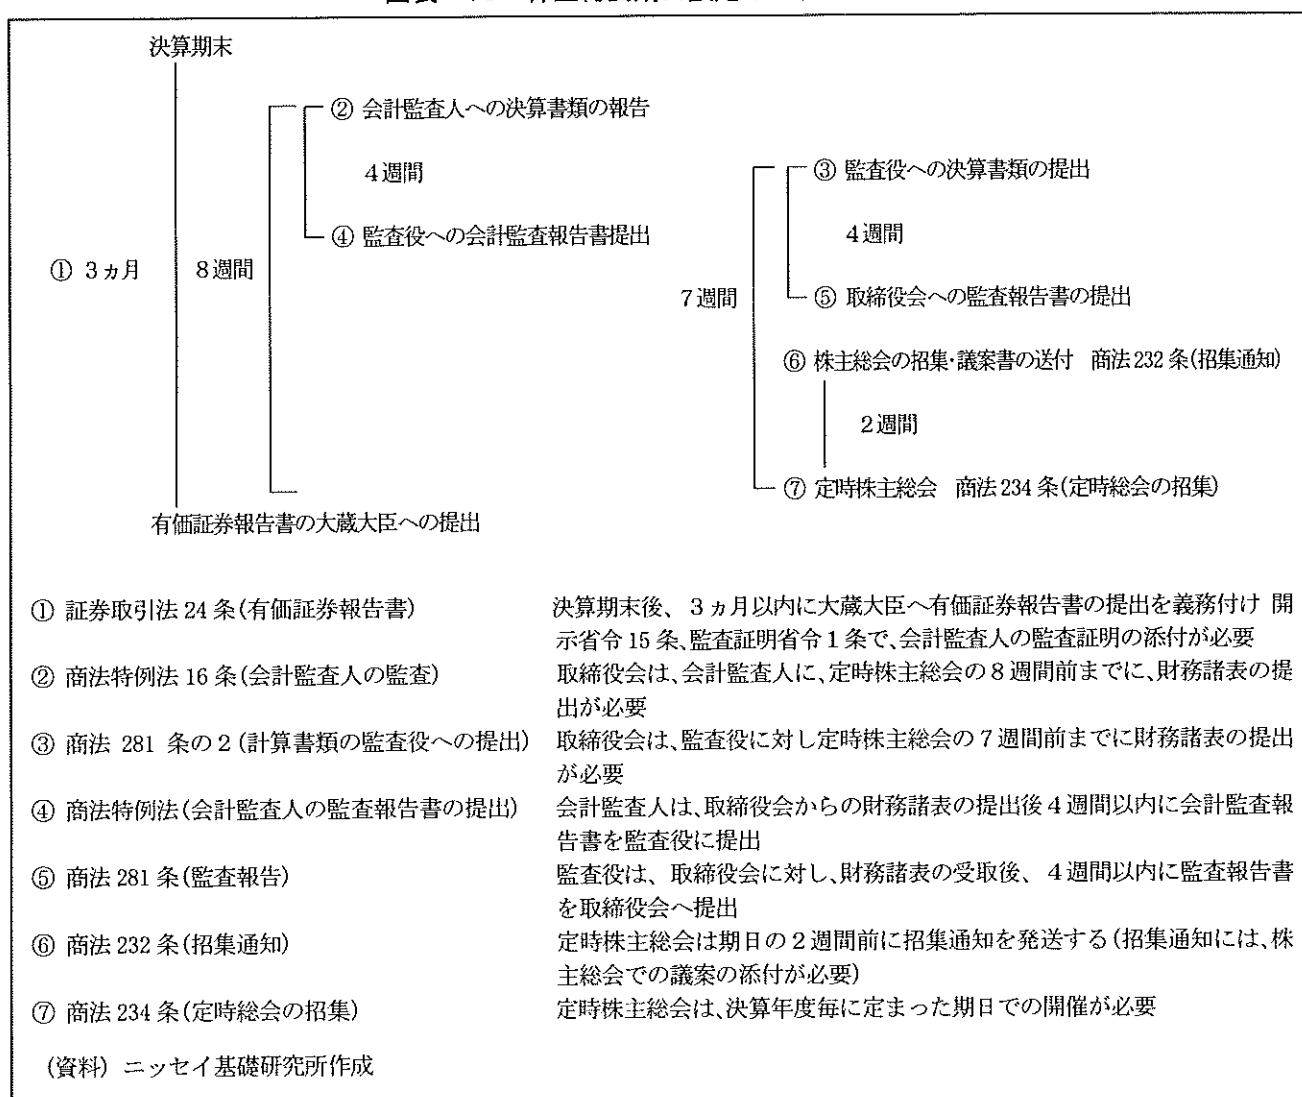 決算期末
② 会計監査人への決算書類の報告
4週間
③ 監査役への決算書類の提出
④ 監査役への会計監査報告書提出
4週間
① 3ヵ月
8週間
7週間
⑤ 取締役会への監査報告書の提出
⑥ 株主総会の招集・議案書の送付 商法232条(招集通知)
2週間
⑦ 定時株主総会 商法234条(定時総会の招集)
有価証券報告書の大蔵大臣への提出
① 証券取引法24条(有価証券報告書) 決算期末後、3ヵ月以内に大蔵大臣へ有価証券報告書の提出を義務付け 開
示省令15条、監査証明省令1条で、会計監査人の監査証明の添付が必要
② 商法特例法16条(会計監査人の監査) 取締役会は、会計監査人に、定時株主総会の8週間前までに、財務諸表の提
出が必要
③ 商法 281 条の2(計算書類の監査役への提出) 取締役会は、監査役に対し定時株主総会の7週間前までに財務諸表の提出
が必要
④ 商法特例法(会計監査人の監査報告書の提出) 会計監査人は、取締役会からの財務諸表の提出後4週間以内に会計監査報
告書を監査役に提出
⑤ 商法281条(監査報告) 監査役は、取締役会に対し、財務諸表の受取後、4週間以内に監査報告書
を取締役会へ提出
⑥ 商法232条(招集通知) 定時株主総会は期日の2週間前に招集通知を発送する(招集通知には、株
主総会での議案の添付が必要)
⑦ 商法234条(定時総会の招集) 定時株主総会は、決算年度毎に定まった期日での開催が必要
(資料) ニッセイ基礎研究所作成